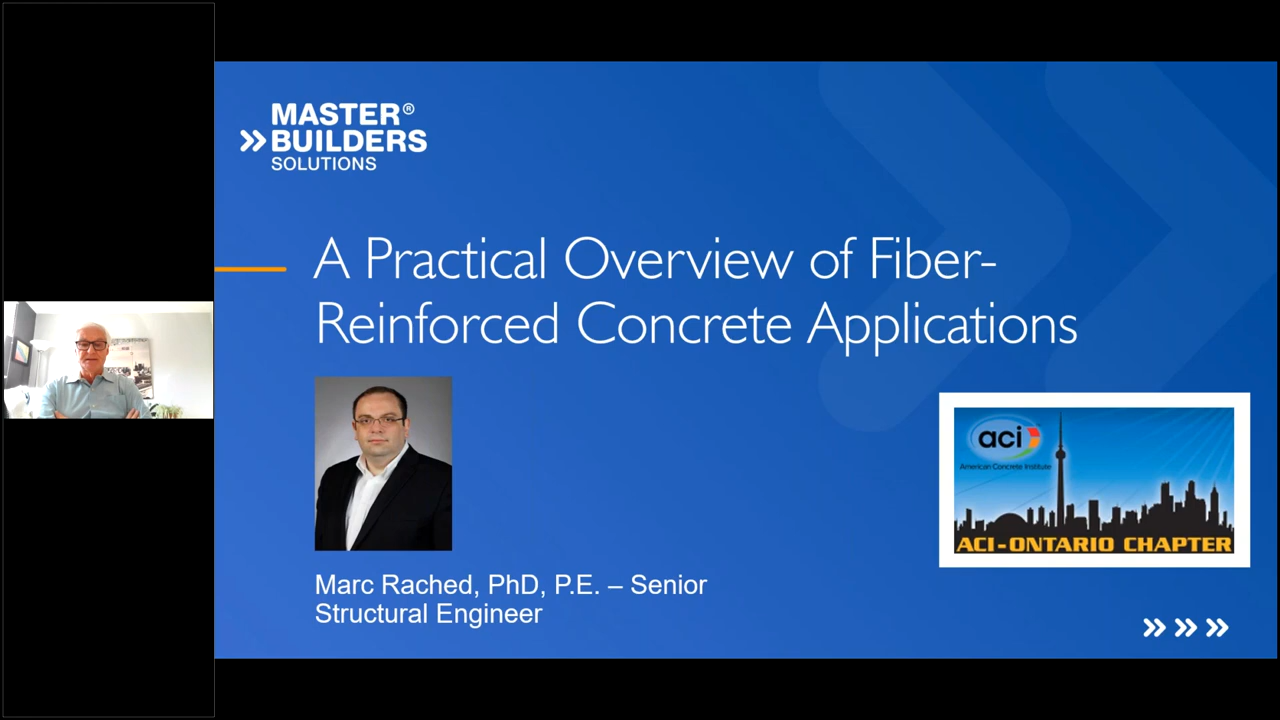 MASTER®
BUILDERS
SOLUTIONS
A Practical Overview of Fiber-
Reinforced Concrete Applications
aci
American Concrete Institute
ACI-ONTARIO CHAPTER
Marc Rached, PhD, P.E. – Senior
Structural Engineer